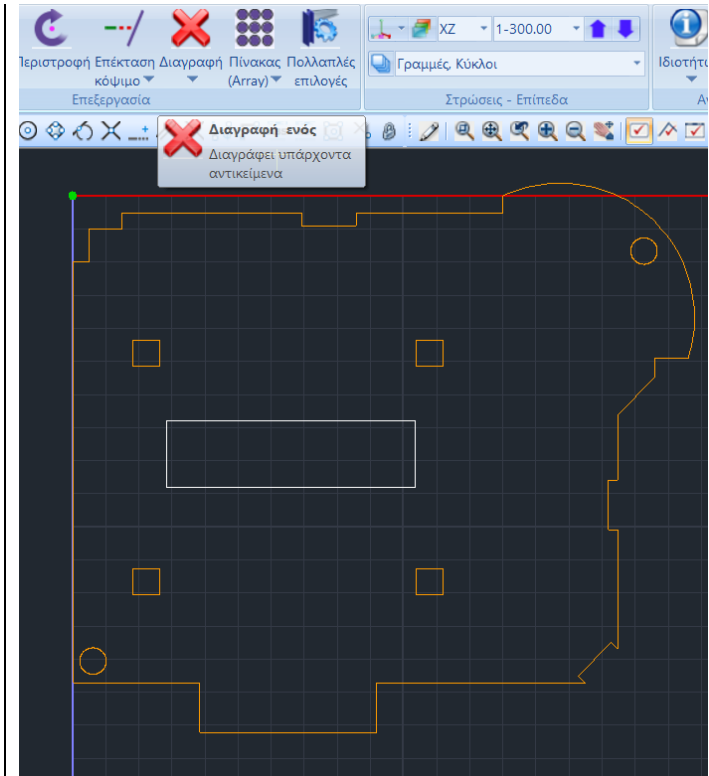 Περιστροφή Επέκταση Διαγραφή Πίνακας Πολλαπλές
κόψιμο (Array) επιλογές
Επεξεργασία
XZ 1-300.00
Γραμμές, Κύκλοι
Στρώσεις - Επίπεδα
Διαγραφή ενός
Διαγράφει υπάρχοντα
αντικείμενα